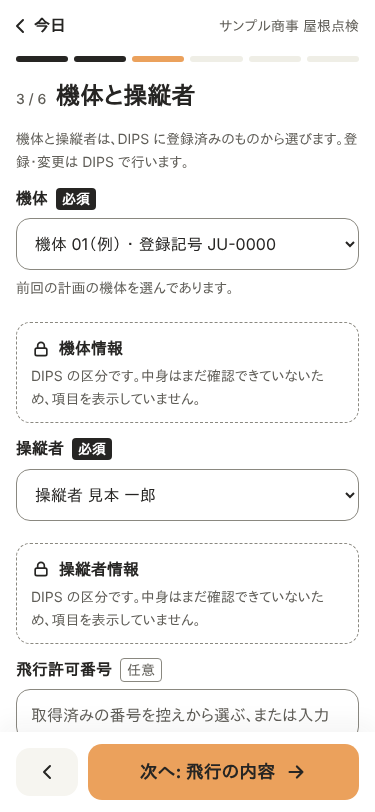 今日
サンプル商事 屋根点検
3 / 6 機体と操縦者
機体と操縦者は、DIPS に登録済みのものから選びます。登
録・変更は DIPS で行います。
機体 必須
機体 01(例) ・ 登録記号 JU-0000
前回の計画の機体を選んであります。
機体情報
DIPS の区分です。中身はまだ確認できていないた
め、項目を表示していません。
操縦者 必須
操縦者 見本 一郎
操縦者情報
DIPS の区分です。中身はまだ確認できていないた
め、項目を表示していません。
飛行許可番号 任意
取得済みの番号を控えから選ぶ、または入力
次へ: 飛行の内容 →